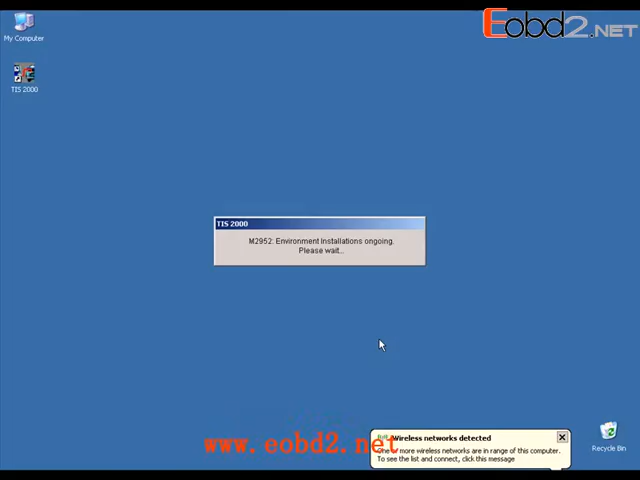 Eobd2.NET
My Computer
TIS 2000
TIS 2000
M2952: Environment Installations ongoing.
Please wait...
www.eobd2.net
Wireless networks detected
One or more wireless networks are in range of this computer.
To see the list and connect, click this message
Recycle Bin